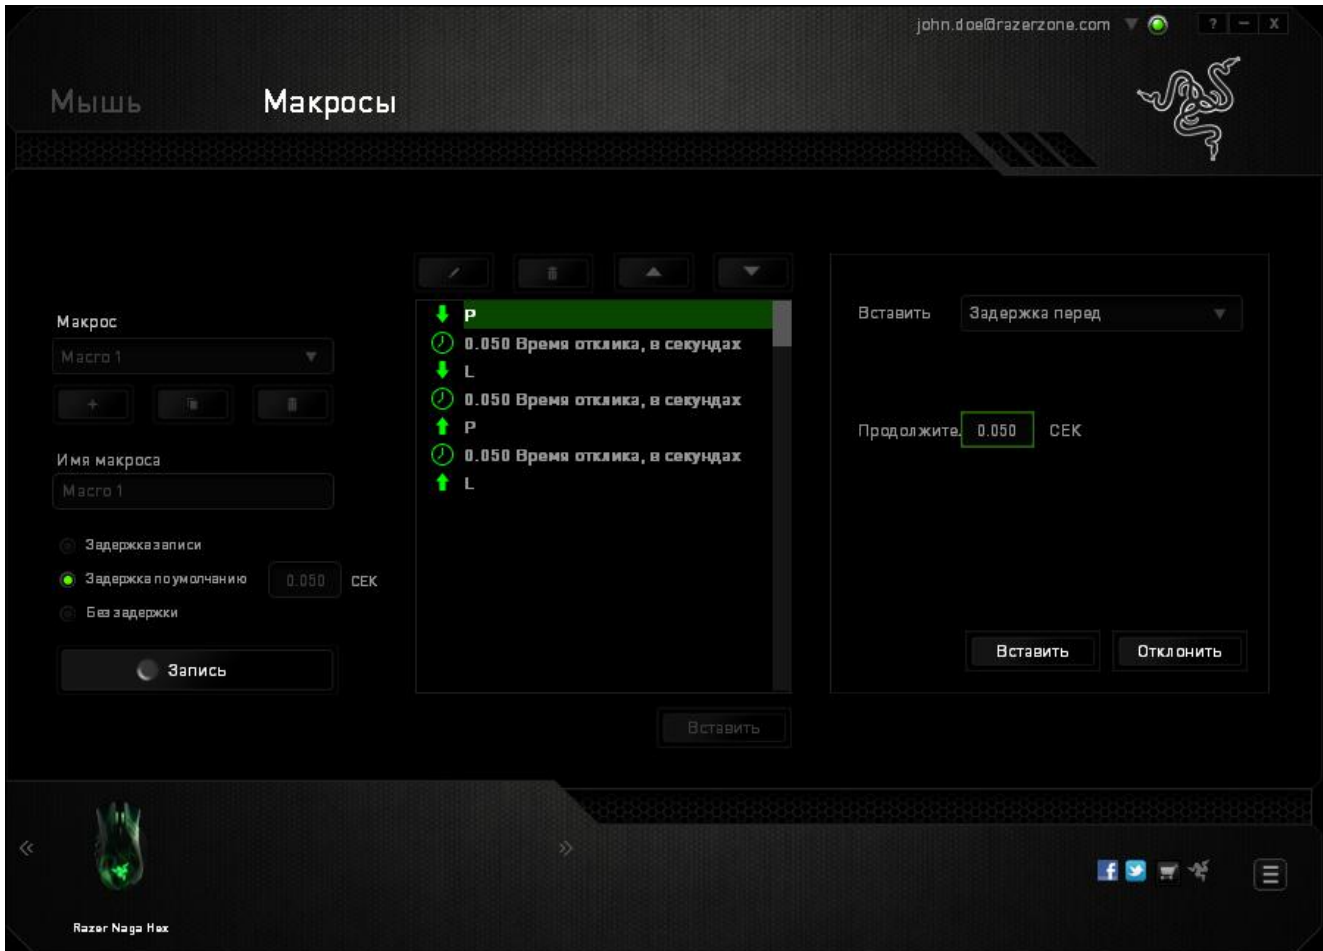 john.doe@razerzone.com
? – X
Мышь
Макросы
Макрос
Macro 1
Имя макроса
Macro 1
Задержка записи
Задержка по умолчанию 0.050 СЕК
Без задержки
Запись
P
0.050 Время отклика, в секундах
L
0.050 Время отклика, в секундах
P
0.050 Время отклика, в секундах
L
Вставить
Вставить Задержка перед
Продолжите. 0.050 СЕК
Вставить Отклонить
Razer Naga Hex